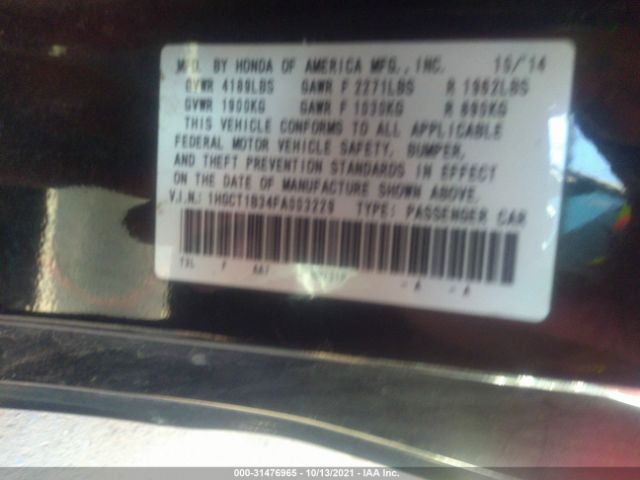 MFD. BY HONDA OF AMERICA MFG., INC. 10/14
GVWR 4189LBS GAWR F 2271LBS R 1962LBS
GVWR 1900KG GAWR F 1030KG R 890KG
THIS VEHICLE CONFORMS TO ALL APPLICABLE
FEDERAL MOTOR VEHICLE SAFETY, BUMPER,
AND THEFT PREVENTION STANDARDS IN EFFECT
ON THE DATE OF MANUFACTURE SHOWN ABOVE.
V.I.N.: 1HGCT1B34FA003229 TYPE: PASSENGER CAR
000-31476965 - 10/13/2021 - IAA Inc.